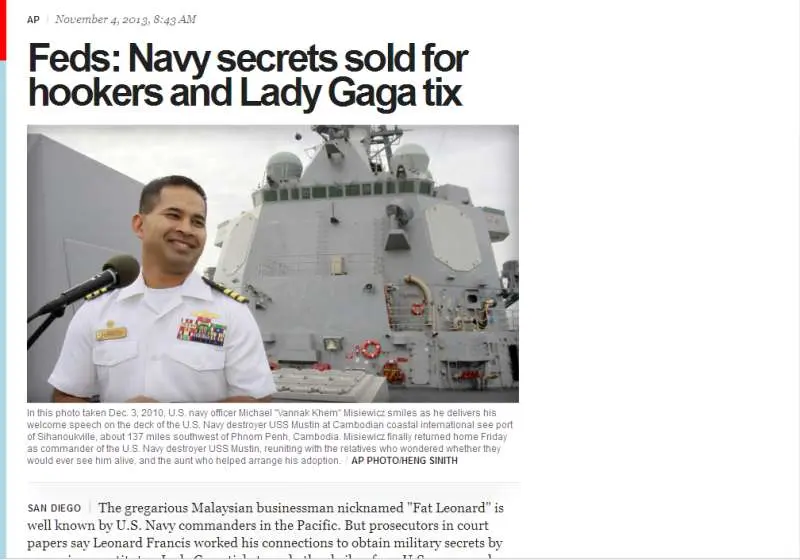 AP | November 4, 2013, 8:43 AM
Feds: Navy secrets sold for
hookers and Lady Gaga tix
In this photo taken Dec. 3, 2010, U.S. navy officer Michael "Vannak Khem" Misiewicz smiles as he delivers his
welcome speech on the deck of the U.S. Navy destroyer USS Mustin at Cambodian coastal international see port
of Sihanoukville, about 137 miles southwest of Phnom Penh, Cambodia. Misiewicz finally returned home Friday
as commander of the U.S. Navy destroyer USS Mustin, reuniting with the relatives who wondered whether they
would ever see him alive, and the aunt who helped arrange his adoption. / AP PHOTO/HENG SINITH
SAN DIEGO | The gregarious Malaysian businessman nicknamed "Fat Leonard" is
well known by U.S. Navy commanders in the Pacific. But prosecutors in court
papers say Leonard Francis worked his connections to obtain military secrets by